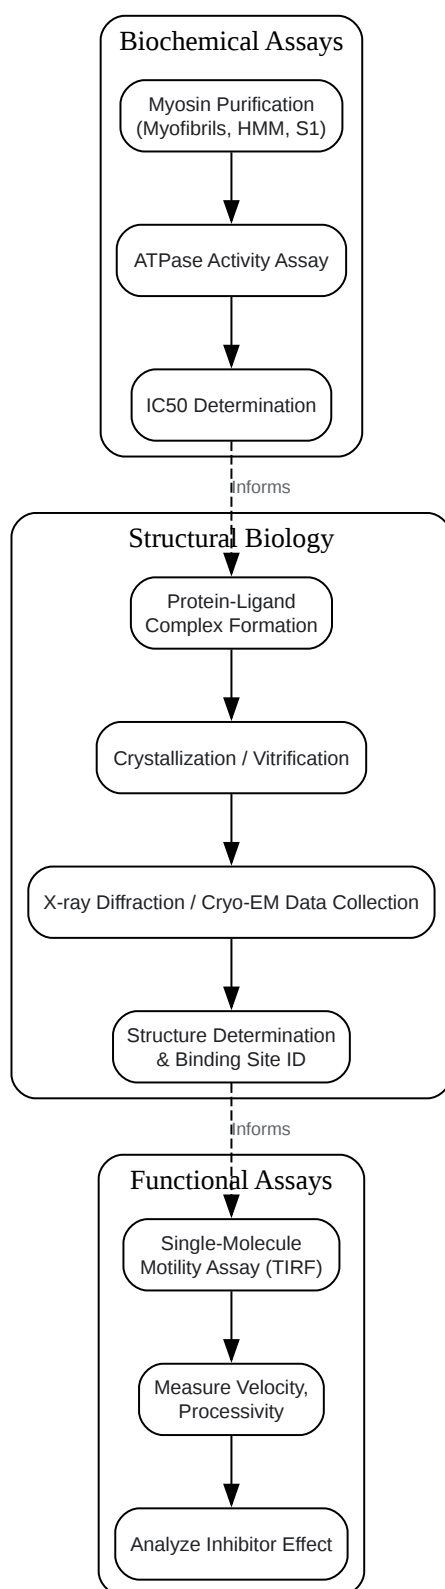 Biochemical Assays
Myosin Purification
(Myofibrils, HMM, S1)
ATPase Activity Assay
IC50 Determination
Informs
Structural Biology
Protein-Ligand
Complex Formation
Crystallization / Vitrification
X-ray Diffraction / Cryo-EM Data Collection
Structure Determination
& Binding Site ID
Informs
Functional Assays
Single-Molecule
Motility Assay (TIRF)
Measure Velocity,
Processivity
Analyze Inhibitor Effect